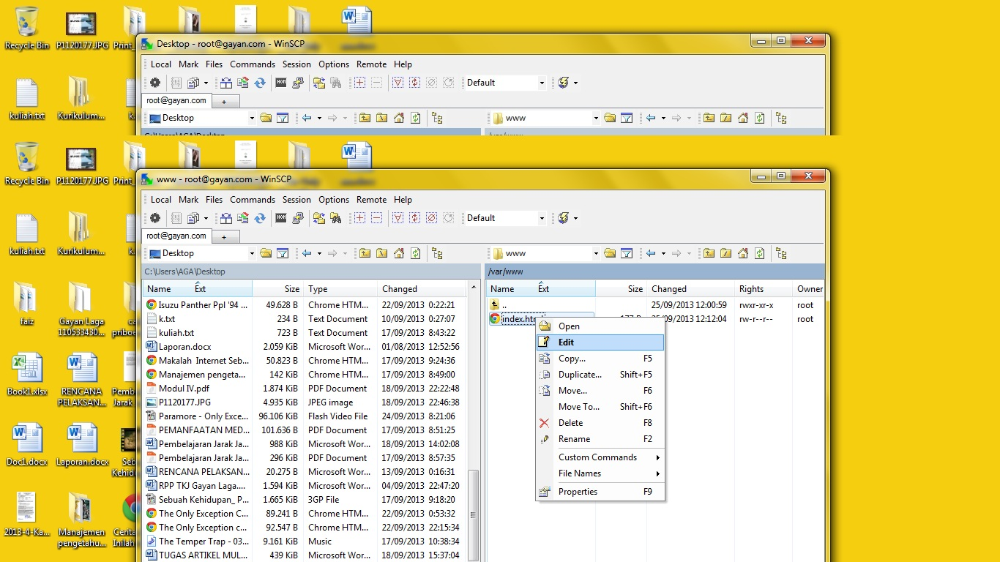 Recycle Bin P1120177.JPG Print_
Desktop - root@gayan.com - WinSCP
Local Mark Files Commands Session Options Remote Help
Default
root@gayan.com +
kuliah.txt Kurikulum... k.
Desktop www
C:\Users\AGA\Desktop /var/www
Recycle Bin P1120177.JPG Print_
www - root@gayan.com - WinSCP
Local Mark Files Commands Session Options Remote Help
Default
root@gayan.com +
kuliah.txt Kurikulum... k.
Desktop www
C:\Users\AGA\Desktop /var/www
Name Ext Size Type Changed Name Ext Size Changed Rights Owner
Isuzu Panther Ppl '94 ... 49.628 B Chrome HTM... 22/09/2013 0:22:21 .. 25/09/2013 12:00:59 rwxr-xr-x root
k.txt 234 B Text Document 10/09/2013 0:27:07 index.html 177 B 25/09/2013 12:12:04 rw-r--r-- root
kuliah.txt 723 B Text Document 17/09/2013 8:43:22
Laporan.docx 2.059 KiB Microsoft Wor... 01/08/2013 12:52:56
Makalah Internet Seb... 50.823 B Chrome HTM... 17/09/2013 9:24:36
Manajemen pengeta... 142 KiB Chrome HTM... 17/09/2013 8:49:00
Modul IV.pdf 1.874 KiB PDF Document 18/09/2013 22:22:48
P1120177.JPG 4.935 KiB JPEG image 18/09/2013 22:46:38
Paramore - Only Exce... 96.106 KiB Flash Video File 24/09/2013 8:21:06
PEMANFAATAN MED... 101.636 B PDF Document 17/09/2013 8:51:25
Pembelajaran Jarak Ja... 988 KiB Microsoft Wor... 18/09/2013 14:02:08
Pembelajaran Jarak Ja... 296 KiB PDF Document 17/09/2013 8:57:35
RENCANA PELAKSAN... 20.275 B Microsoft Wor... 13/09/2013 0:16:31
RPP TKJ Gayan Laga.... 1.594 KiB Microsoft Wor... 04/09/2013 22:47:20
Sebuah Kehidupan_ P... 1.665 KiB 3GP File 17/09/2013 9:18:20
The Only Exception C... 89.241 B Chrome HTM... 22/09/2013 0:53:32
The Only Exception c... 92.547 B Chrome HTM... 22/09/2013 22:15:34
The Temper Trap - 03... 9.161 KiB Music 17/09/2013 10:38:34
TUGAS ARTIKEL MUL... 439 KiB Microsoft Wor... 18/09/2013 15:37:04
Open
Edit
Copy... F5
Duplicate... Shift+F5
Move... F6
Move To... Shift+F6
Delete F8
Rename F2
Custom Commands
File Names
Properties F9
faiz Gayan Laga ca
110533430... priboe
Book1.xlsx RENCANA Pemb
PELAKSAN... Jarak J
Doc1.docx Laporan.docx Seb
Kehidu
2013-4-Ka... Manajemen Cerita
pengetahu... Inilah